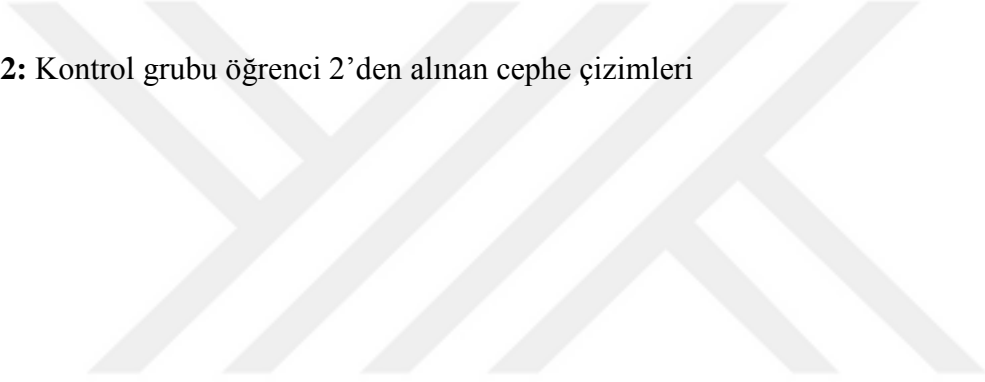 2: Kontrol grubu öğrenci 2’den alınan cephe çizimleri